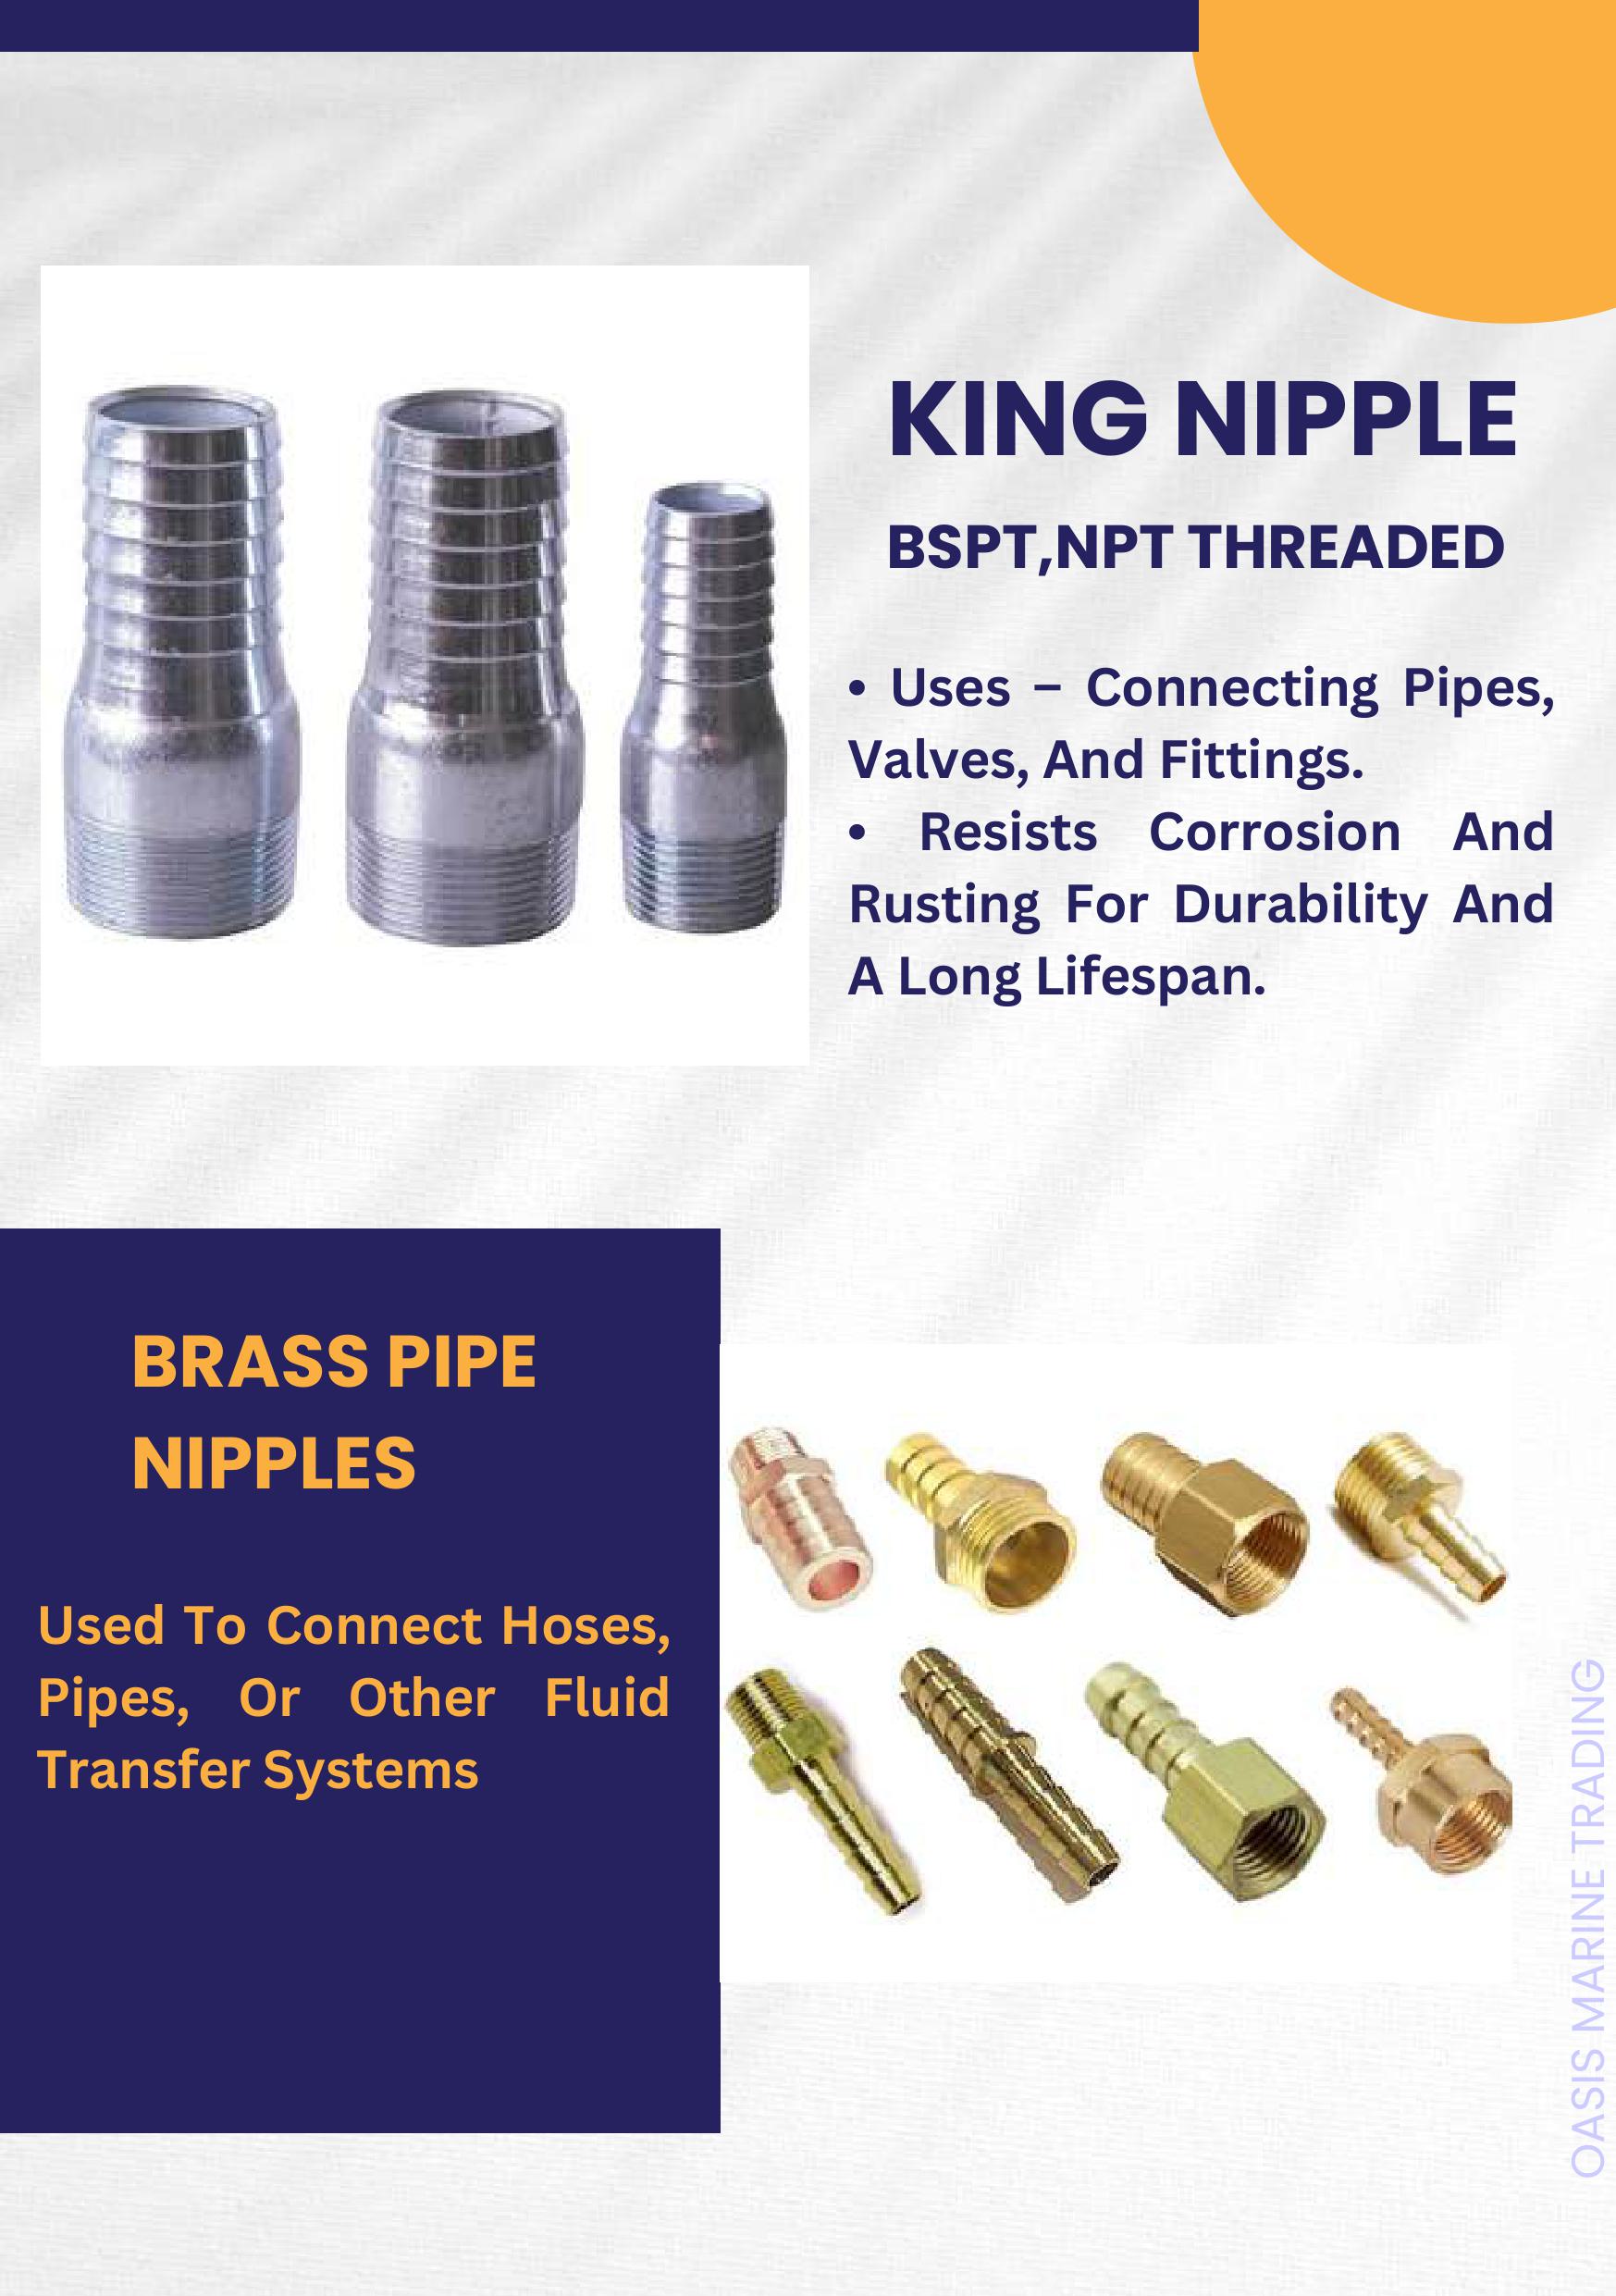 KING NIPPLE
BSPT,NPT THREADED
• Uses – Connecting Pipes,
Valves, And Fittings.
• Resists Corrosion And
Rusting For Durability And
A Long Lifespan.
BRASS PIPE
NIPPLES
Used To Connect Hoses,
Pipes, Or Other Fluid
Transfer Systems
OASIS MARINE TRADING